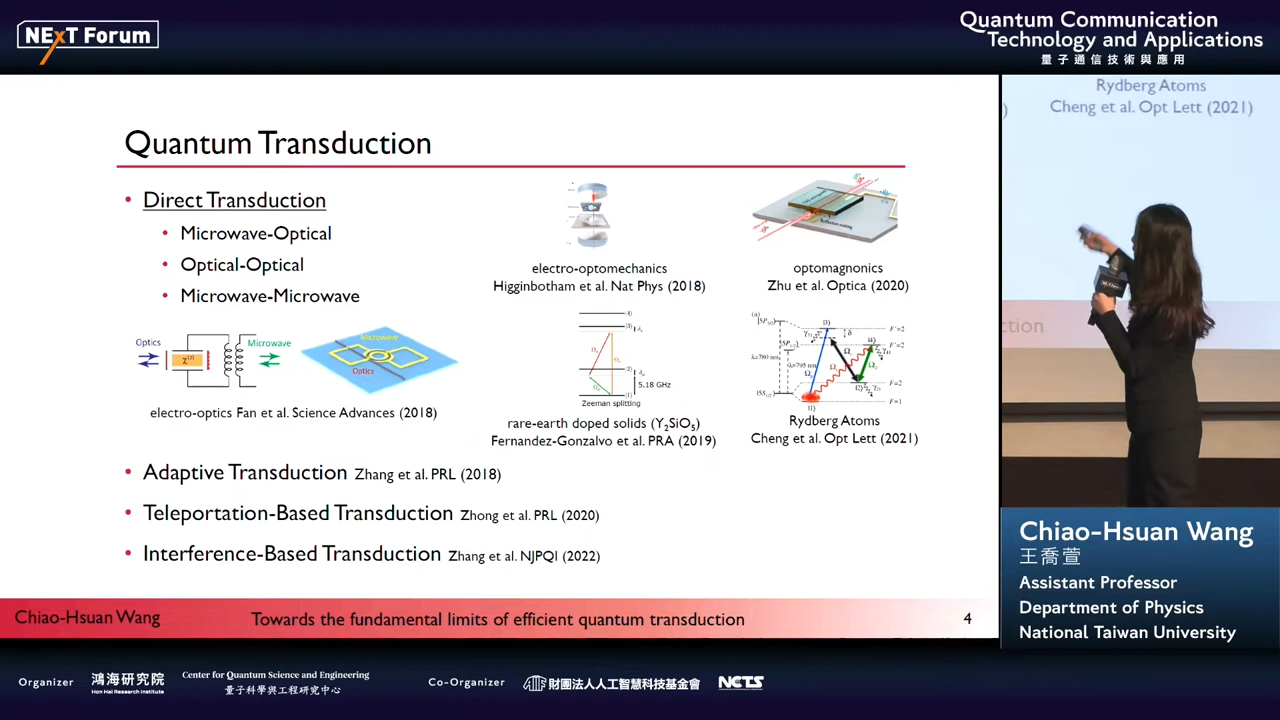 NExT Forum
Quantum Communication
Technology and Applications
量子通信技術與應用
Quantum Transduction
• Direct Transduction
• Microwave-Optical
• Optical-Optical
• Microwave-Microwave
electro-optomechanics
Higginbotham et al. Nat Phys (2018)
optomagnonics
Zhu et al. Optica (2020)
Optics
Microwave
Microwave
Optics
electro-optics Fan et al. Science Advances (2018)
5.18 GHz
Zeeman splitting
rare-earth doped solids (Y₂SiO₅)
Fernandez-Gonzalvo et al. PRA (2019)
(a)
λ=780 nm
λ=795 nm
F=2
F=2
F=1
Rydberg Atoms
Cheng et al. Opt Lett (2021)
• Adaptive Transduction Zhang et al. PRL (2018)
• Teleportation-Based Transduction Zhong et al. PRL (2020)
• Interference-Based Transduction Zhang et al. NJPQI (2022)
Chiao-Hsuan Wang
Towards the fundamental limits of efficient quantum transduction
4
Rydberg Atoms
Cheng et al. Opt Lett (2021)
Chiao-Hsuan Wang
王喬萱
Assistant Professor
Department of Physics
National Taiwan University
Organizer
鴻海研究院
Hon Hai Research Institute
Center for Quantum Science and Engineering
量子科學與工程研究中心
Co-Organizer
財團法人人工智慧科技基金會
NCTS